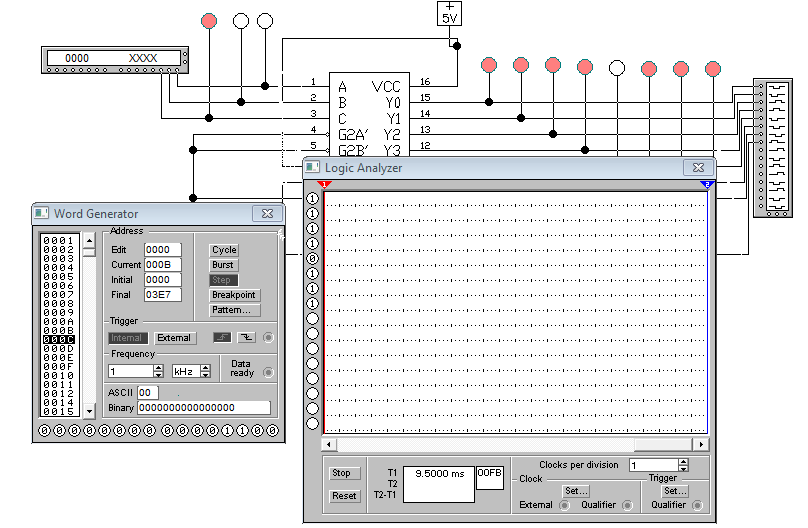 +
5V
0000 XXXX
1 A VCC 16
2 B Y0 15
3 C Y1 14
4 G2A' Y2 13
5 G2B' Y3 12
Logic Analyzer
1 2
1
1
1
1
0
1
1
1
Stop
Reset
T1 9.5000 ms 00FB
T2
T2-T1
Clocks per division 1
Clock
Set...
External Qualifier
Trigger
Set...
Qualifier
Word Generator
0001
0002
0003
0004
0005
0006
0007
0008
0009
000A
000B
000C
000D
000E
000F
0010
0011
0012
0014
0015
Address
Edit 0000
Current 000B
Initial 0000
Final 03E7
Cycle
Burst
Step
Breakpoint
Pattern...
Trigger
Internal External
Frequency
1 kHz
Data
ready
ASCII 00
Binary 0000000000000000
0 0 0 0 0 0 0 0 0 0 0 0 1 1 0 0